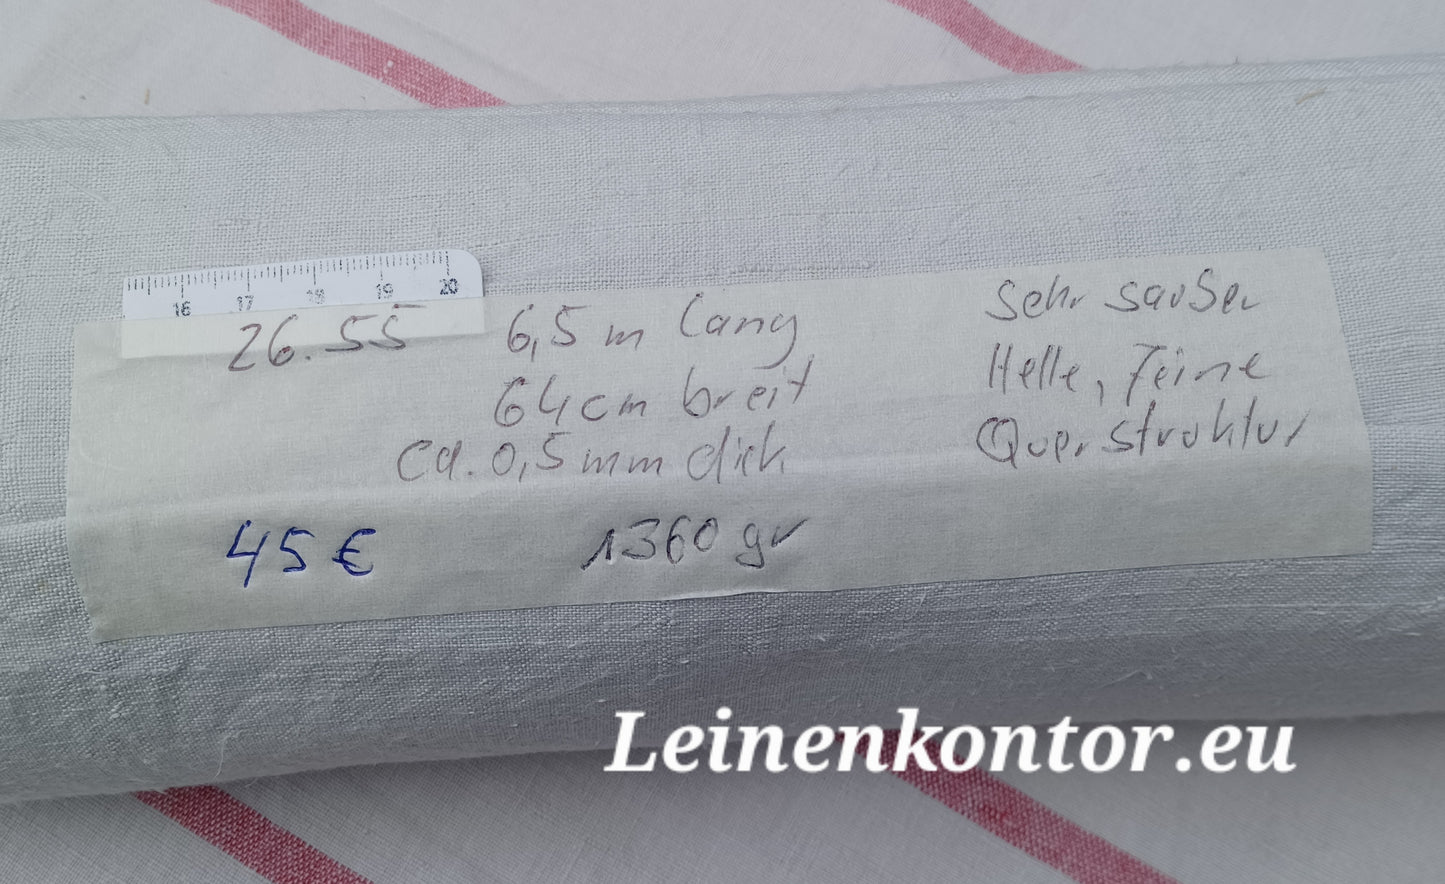 16 17 18 19 20
26.55
6,5 m lang
64cm breit
ca. 0,5 mm dick
45 €
1360 gr
Sehr sauber
Helle, Feine
Querstruktur
Leinenkontor.eu